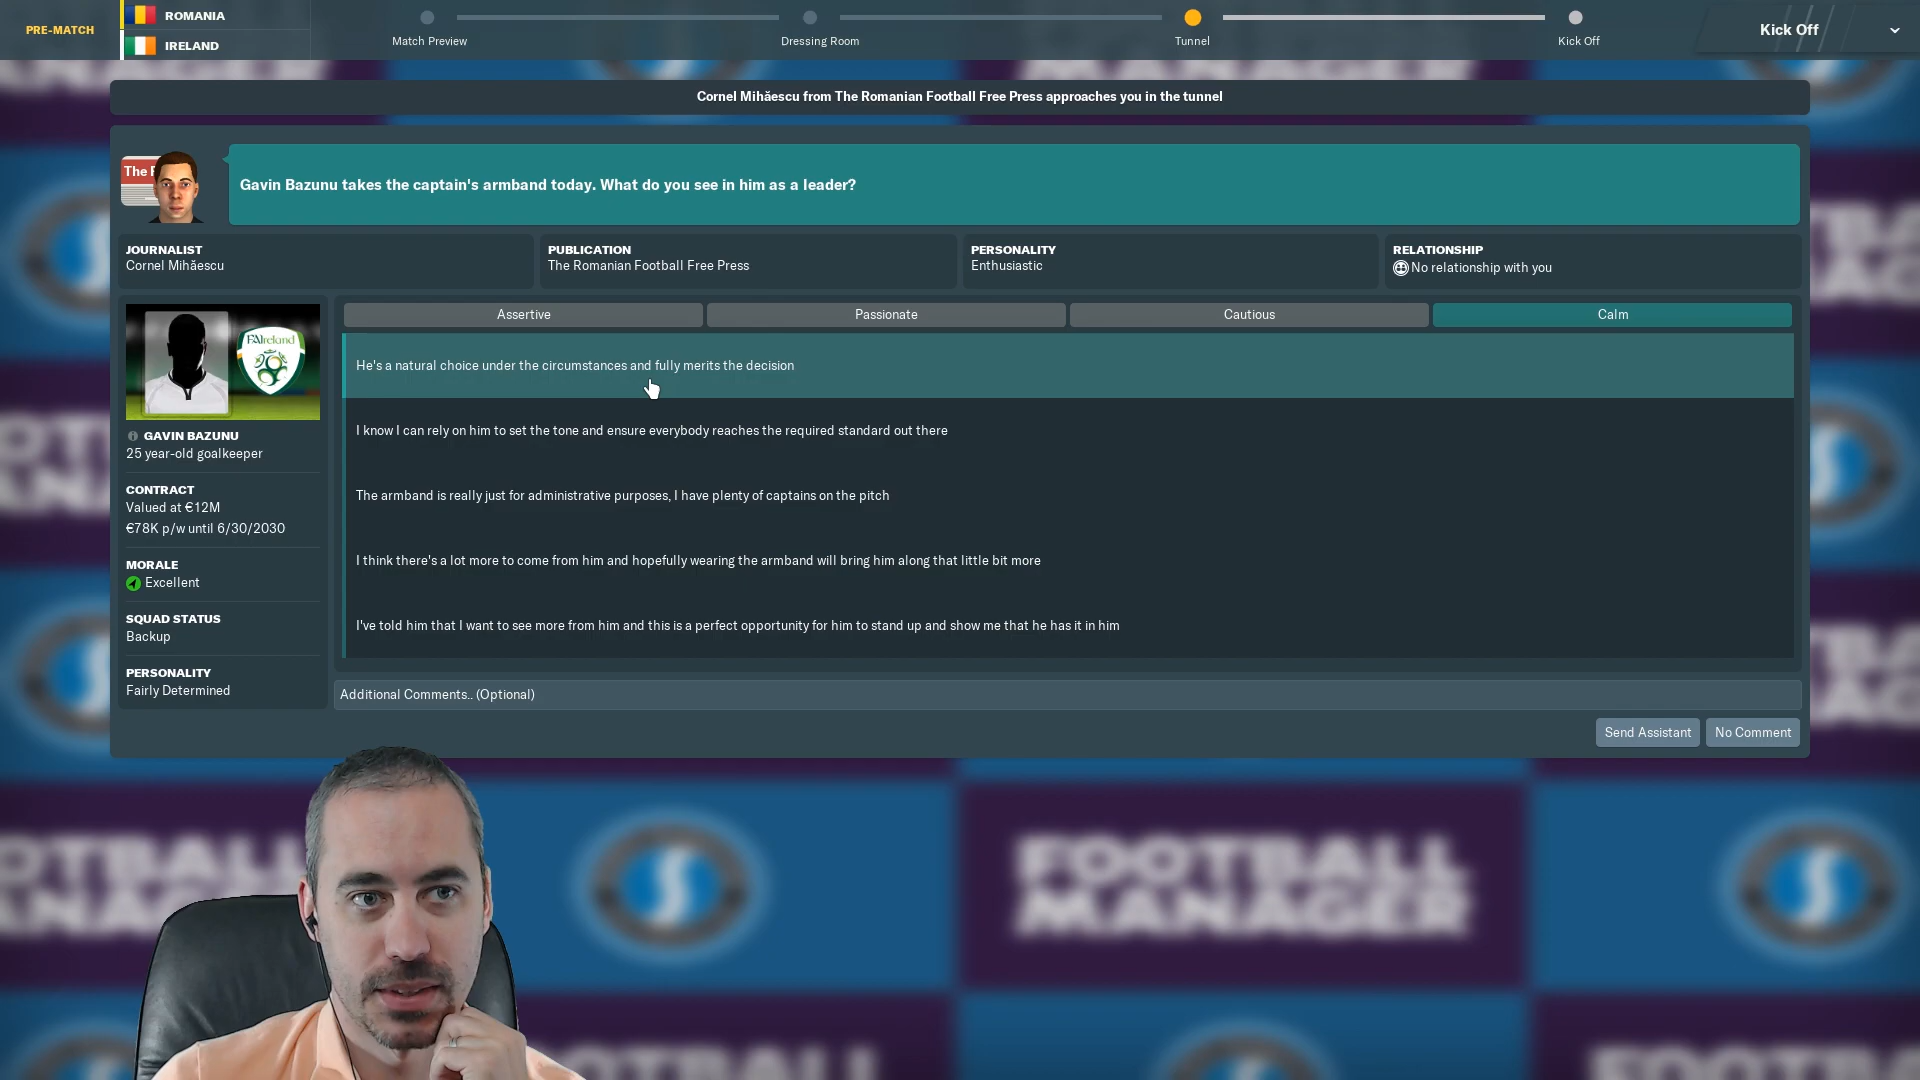 PRE-MATCH
ROMANIA
IRELAND
Match Preview
Dressing Room
Tunnel
Kick Off
Kick Off
Cornel Mihăescu from The Romanian Football Free Press approaches you in the tunnel
Gavin Bazunu takes the captain's armband today. What do you see in him as a leader?
JOURNALIST
Cornel Mihăescu
PUBLICATION
The Romanian Football Free Press
PERSONALITY
Enthusiastic
RELATIONSHIP
No relationship with you
FAIreland
GAVIN BAZUNU
25 year-old goalkeeper
CONTRACT
Valued at €12M
€78K p/w until 6/30/2030
MORALE
Excellent
SQUAD STATUS
Backup
PERSONALITY
Fairly Determined
Assertive
Passionate
Cautious
Calm
He's a natural choice under the circumstances and fully merits the decision
I know I can rely on him to set the tone and ensure everybody reaches the required standard out there
The armband is really just for administrative purposes, I have plenty of captains on the pitch
I think there's a lot more to come from him and hopefully wearing the armband will bring him along that little bit more
I've told him that I want to see more from him and this is a perfect opportunity for him to stand up and show me that he has it in him
Additional Comments.. (Optional)
Send Assistant
No Comment
FOOTBALL
MANAGER